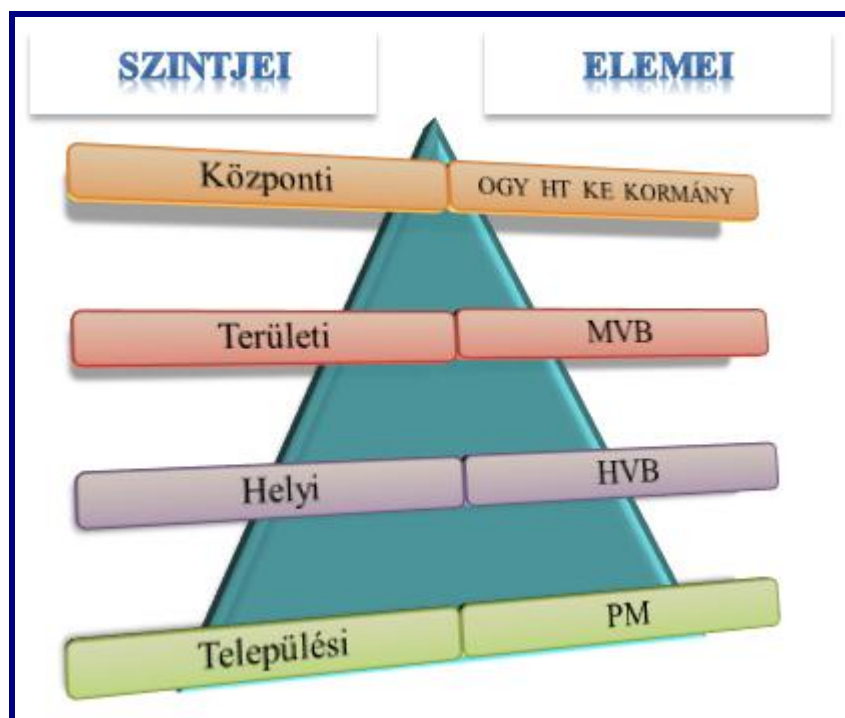 SZINTJEI ELEMEI
Központi OGY HT KE KORMÁNY
Területi MVB
Helyi HVB
Települési PM